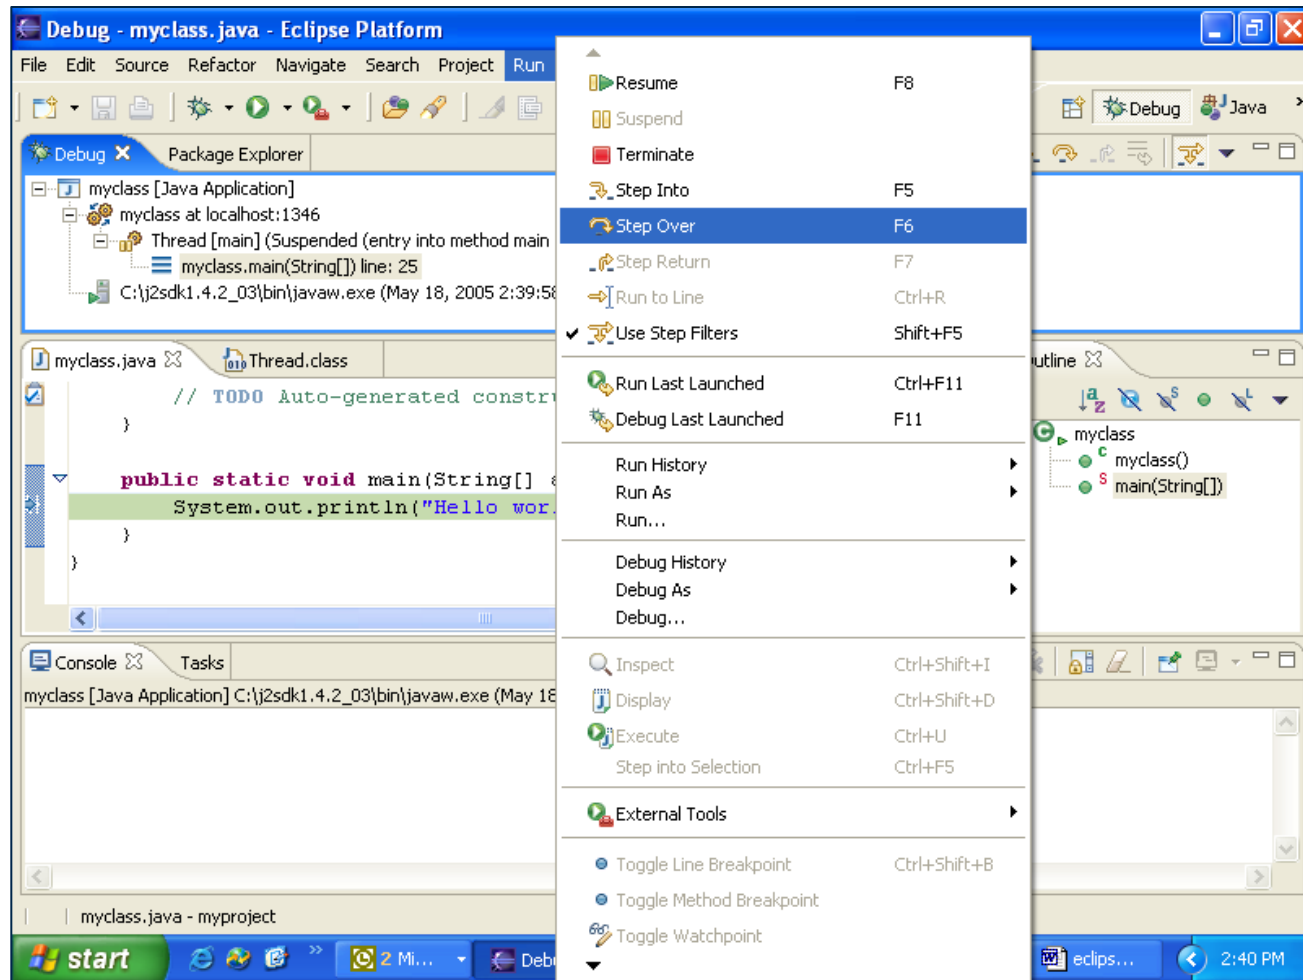 Debug - myclass.java - Eclipse Platform
File Edit Source Refactor Navigate Search Project Run
Debug Java
Debug Package Explorer
myclass [Java Application]
myclass at localhost:1346
Thread [main] (Suspended (entry into method main
myclass.main(String[]) line: 25
C:\j2sdk1.4.2_03\bin\javaw.exe (May 18, 2005 2:39:58
myclass.java Thread.class
// TODO Auto-generated constr
}
public static void main(String[] a
System.out.println("Hello wor
}
}
Console Tasks
myclass [Java Application] C:\j2sdk1.4.2_03\bin\javaw.exe (May 18
Resume F8
Suspend
Terminate
Step Into F5
Step Over F6
Step Return F7
Run to Line Ctrl+R
Use Step Filters Shift+F5
Run Last Launched Ctrl+F11
Debug Last Launched F11
Run History
Run As
Run...
Debug History
Debug As
Debug...
Inspect Ctrl+Shift+I
Display Ctrl+Shift+D
Execute Ctrl+U
Step into Selection Ctrl+F5
External Tools
Toggle Line Breakpoint Ctrl+Shift+B
Toggle Method Breakpoint
Toggle Watchpoint
utline
myclass
myclass()
main(String[])
myclass.java - myproject
start 2 Mi... Debu eclips... 2:40 PM